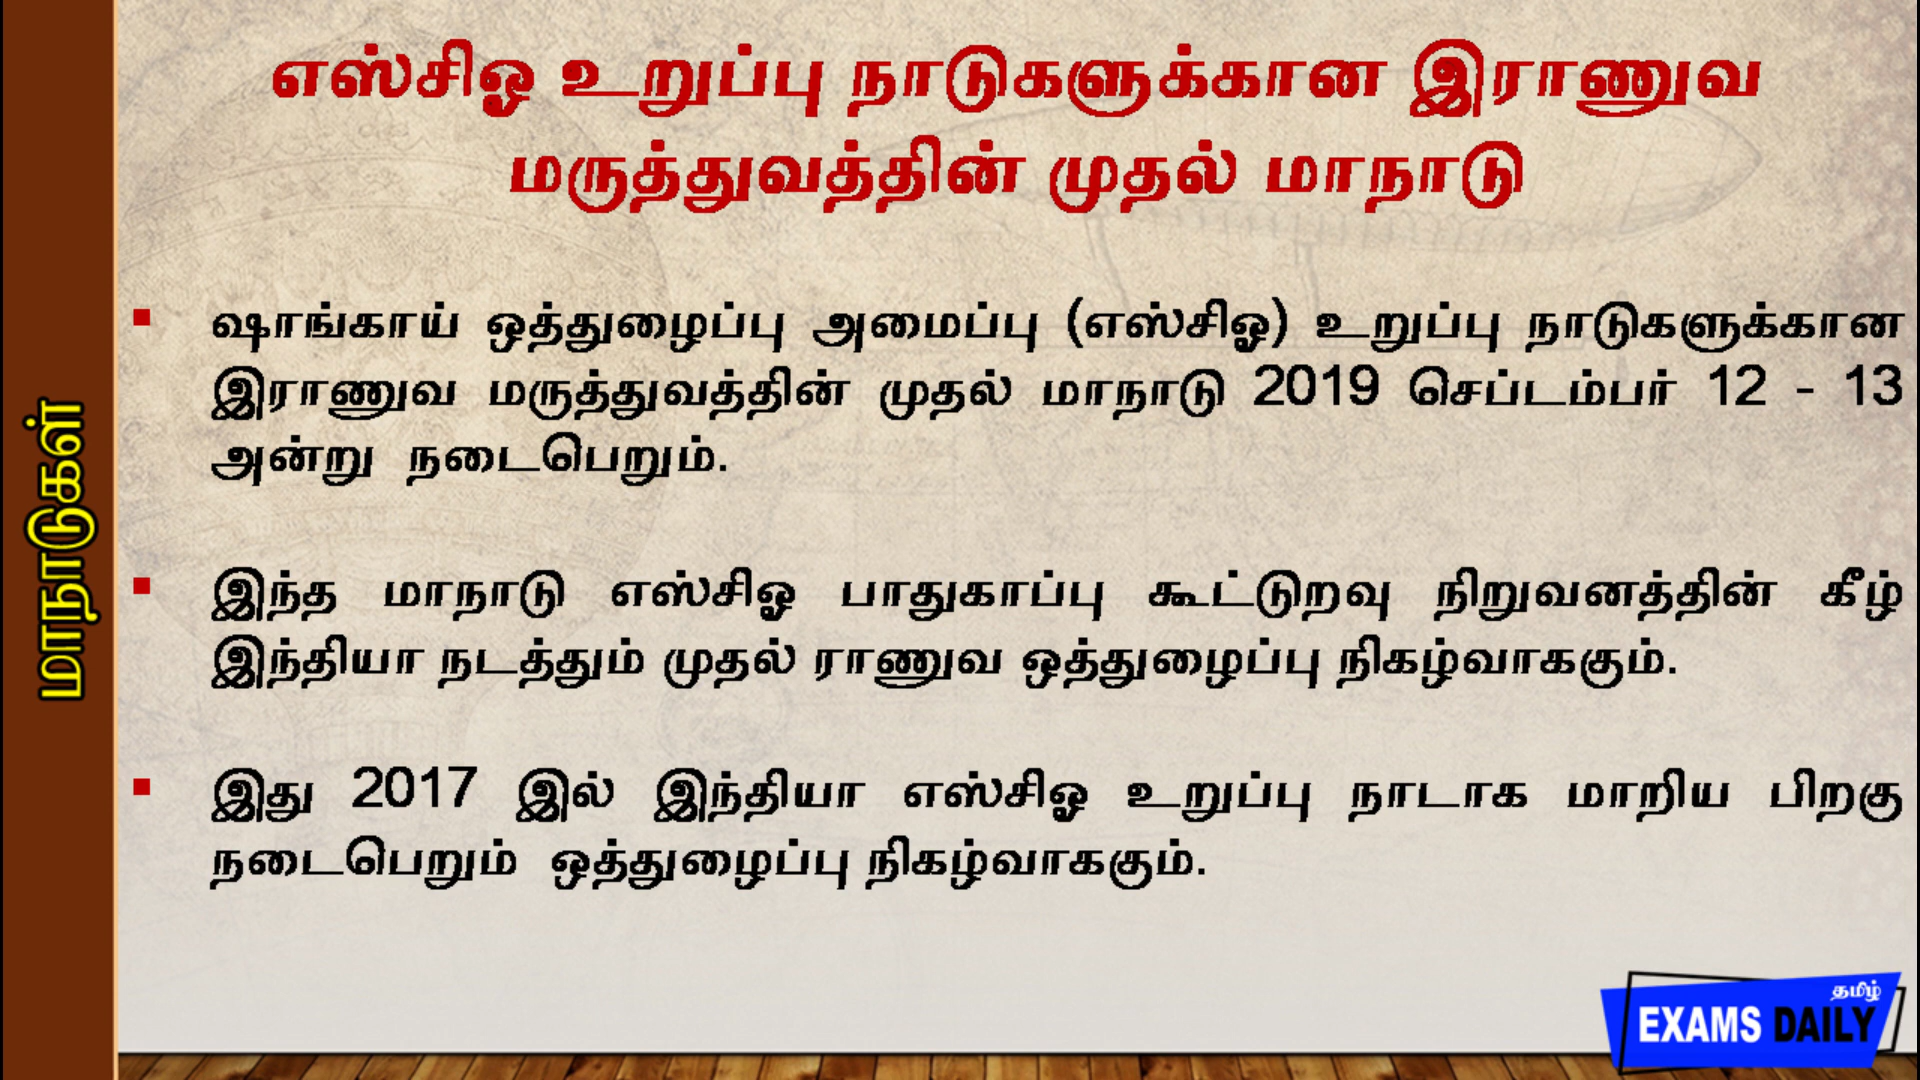 எஸ்சிஓ உறுப்பு நாடுகளுக்கான இராணுவ
மருத்துவத்தின் முதல் மாநாடு
மாநாடுகள்
ஷாங்காய் ஒத்துழைப்பு அமைப்பு (எஸ்சிஓ) உறுப்பு நாடுகளுக்கான
இராணுவ மருத்துவத்தின் முதல் மாநாடு 2019 செப்டம்பர் 12 - 13
அன்று நடைபெறும்.
இந்த மாநாடு எஸ்சிஓ பாதுகாப்பு கூட்டுறவு நிறுவனத்தின் கீழ்
இந்தியா நடத்தும் முதல் ராணுவ ஒத்துழைப்பு நிகழ்வாககும்.
இது 2017 இல் இந்தியா எஸ்சிஓ உறுப்பு நாடாக மாறிய பிறகு
நடைபெறும் ஒத்துழைப்பு நிகழ்வாககும்.
தமிழ்
EXAMS DAILY